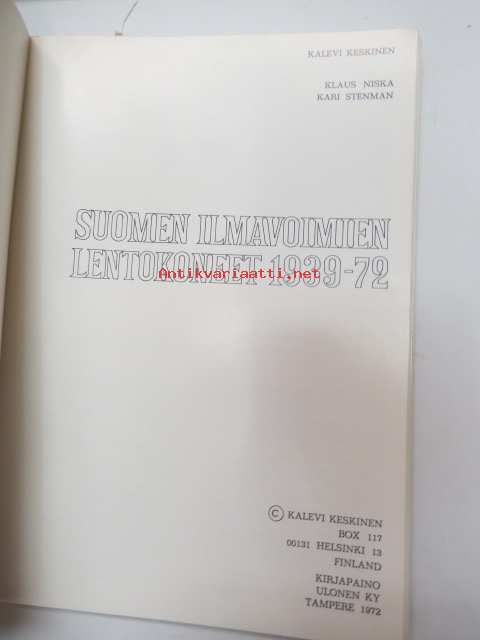 KALEVI KESKINEN
KLAUS NISKA
KARI STENMAN
SUOMEN ILMAVOIMIEN
LENTOKONEET 1939-72
Antikvariaatti.net
© KALEVI KESKINEN
BOX 117
00131 HELSINKI 13
FINLAND
KIRJAPAINO
ULONEN KY
TAMPERE 1972